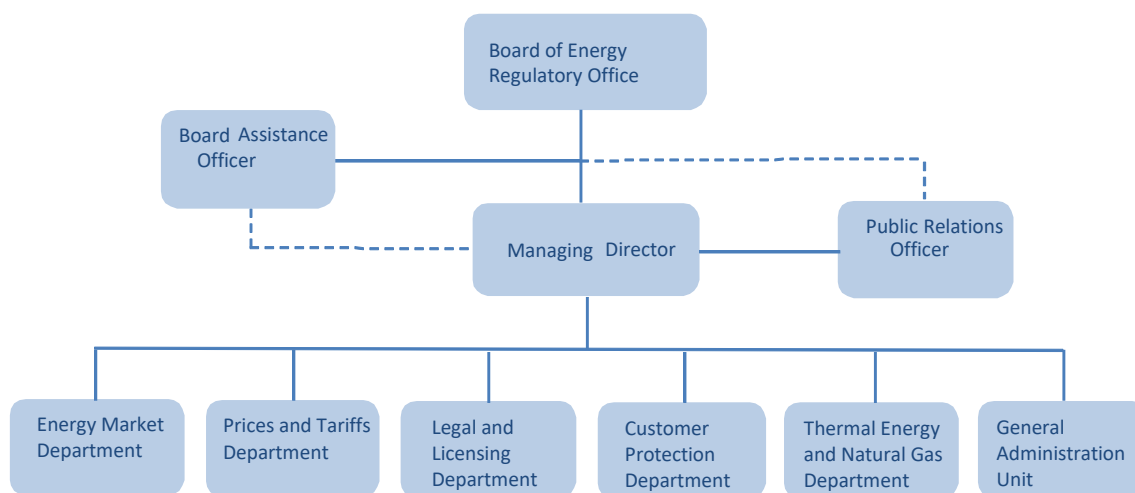 Board of Energy
Regulatory Office
Board Assistance
Officer
Public Relations
Officer
Managing Director
Energy Market
Department
Prices and Tariffs
Department
Legal and
Licensing
Department
Customer
Protection
Department
Thermal Energy
and Natural Gas
Department
General
Administration
Unit